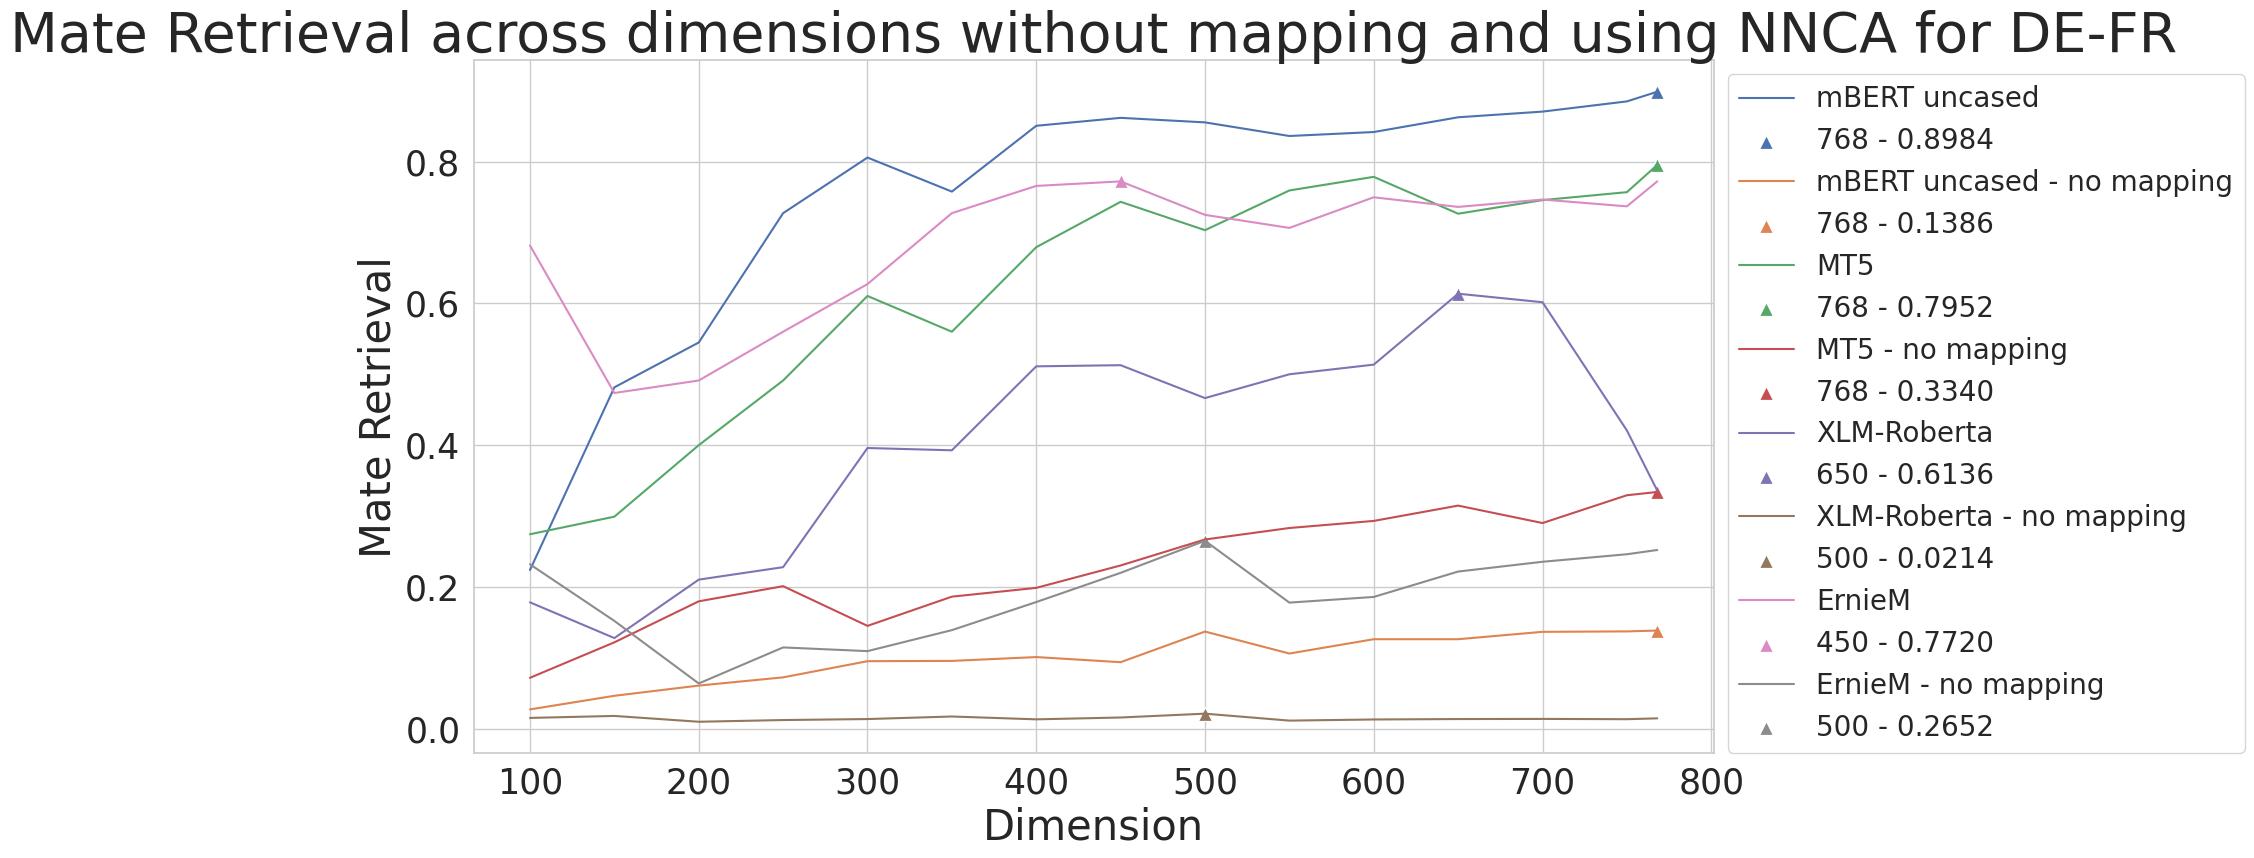 Mate Retrieval across dimensions without mapping and using NNCA for DE-FR
Mate Retrieval
0.8
0.6
0.4
0.2
0.0
100 200 300 400 500 600 700 800
Dimension
mBERT uncased
768 - 0.8984
mBERT uncased - no mapping
768 - 0.1386
MT5
768 - 0.7952
MT5 - no mapping
768 - 0.3340
XLM-Roberta
650 - 0.6136
XLM-Roberta - no mapping
500 - 0.0214
ErnieM
450 - 0.7720
ErnieM - no mapping
500 - 0.2652